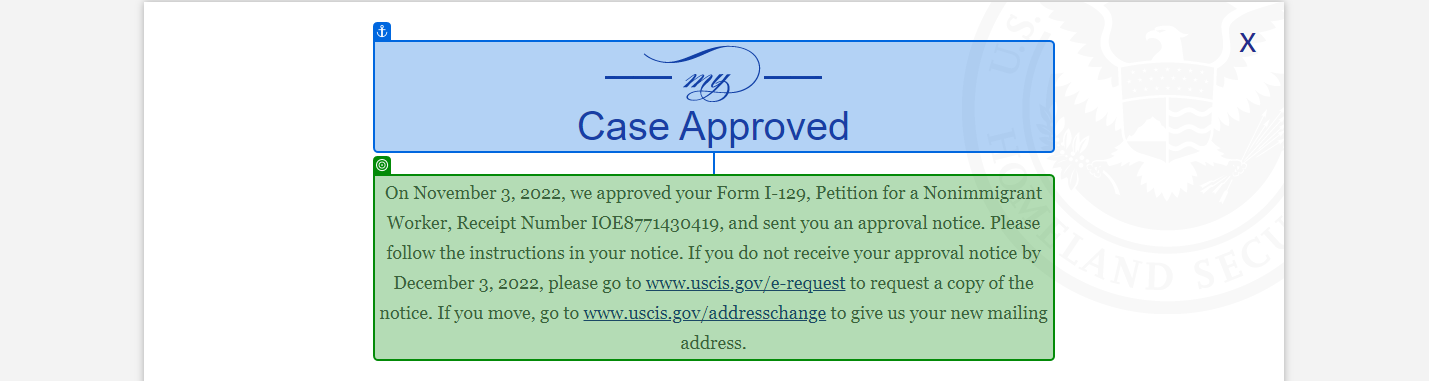 X
my
Case Approved
On November 3, 2022, we approved your Form I-129, Petition for a Nonimmigrant
Worker, Receipt Number IOE8771430419, and sent you an approval notice. Please
follow the instructions in your notice. If you do not receive your approval notice by
December 3, 2022, please go to www.uscis.gov/e-request to request a copy of the
notice. If you move, go to www.uscis.gov/addresschange to give us your new mailing
address.
U.S.
HOMELAND SECU